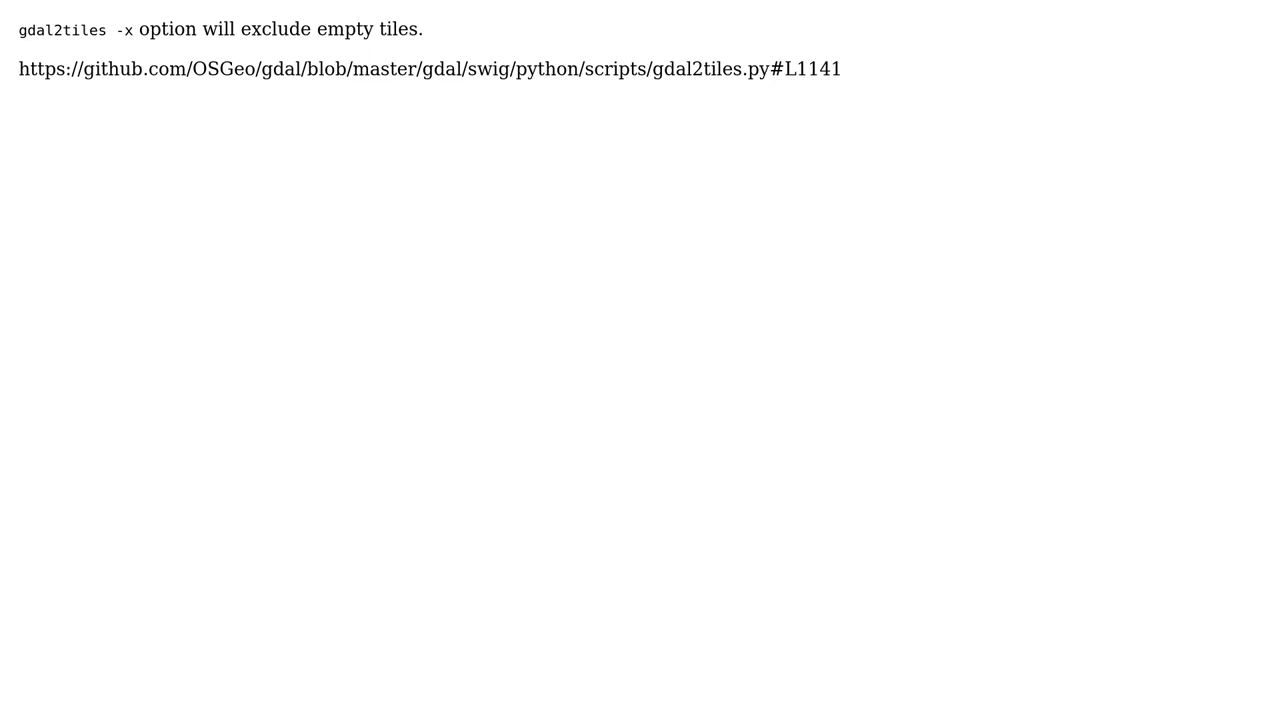 gdal2tiles -x option will exclude empty tiles.
https://github.com/OSGeo/gdal/blob/master/gdal/swig/python/scripts/gdal2tiles.py#L1141